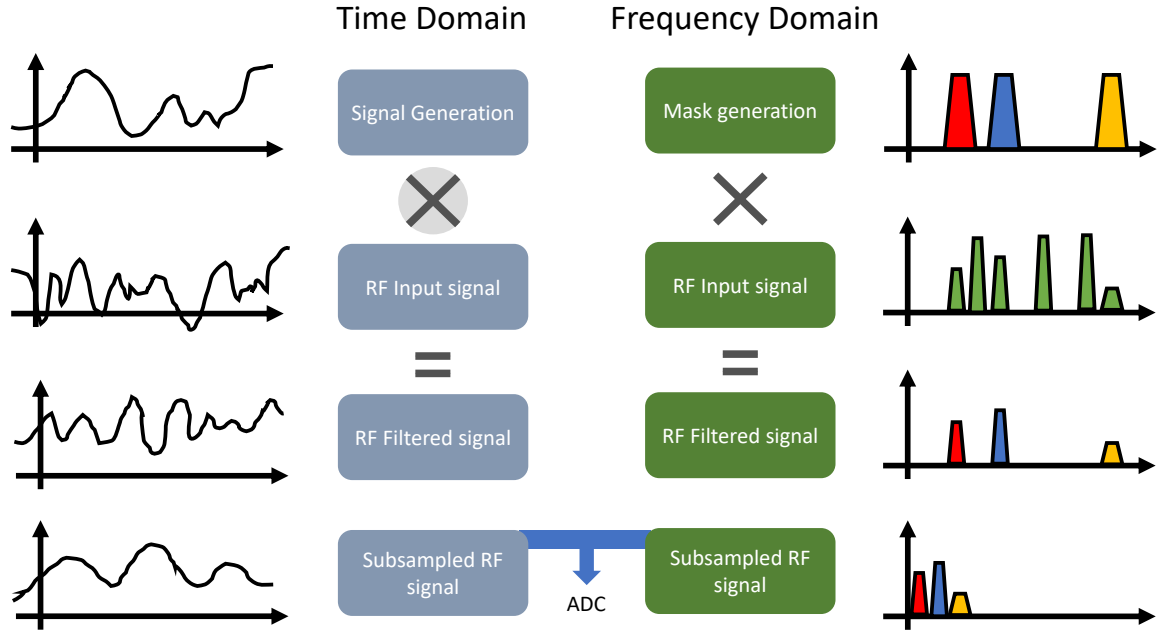 Time Domain
Frequency Domain
Signal Generation
Mask generation
RF Input signal
RF Input signal
RF Filtered signal
RF Filtered signal
Subsampled RF
signal
ADC
Subsampled RF
signal